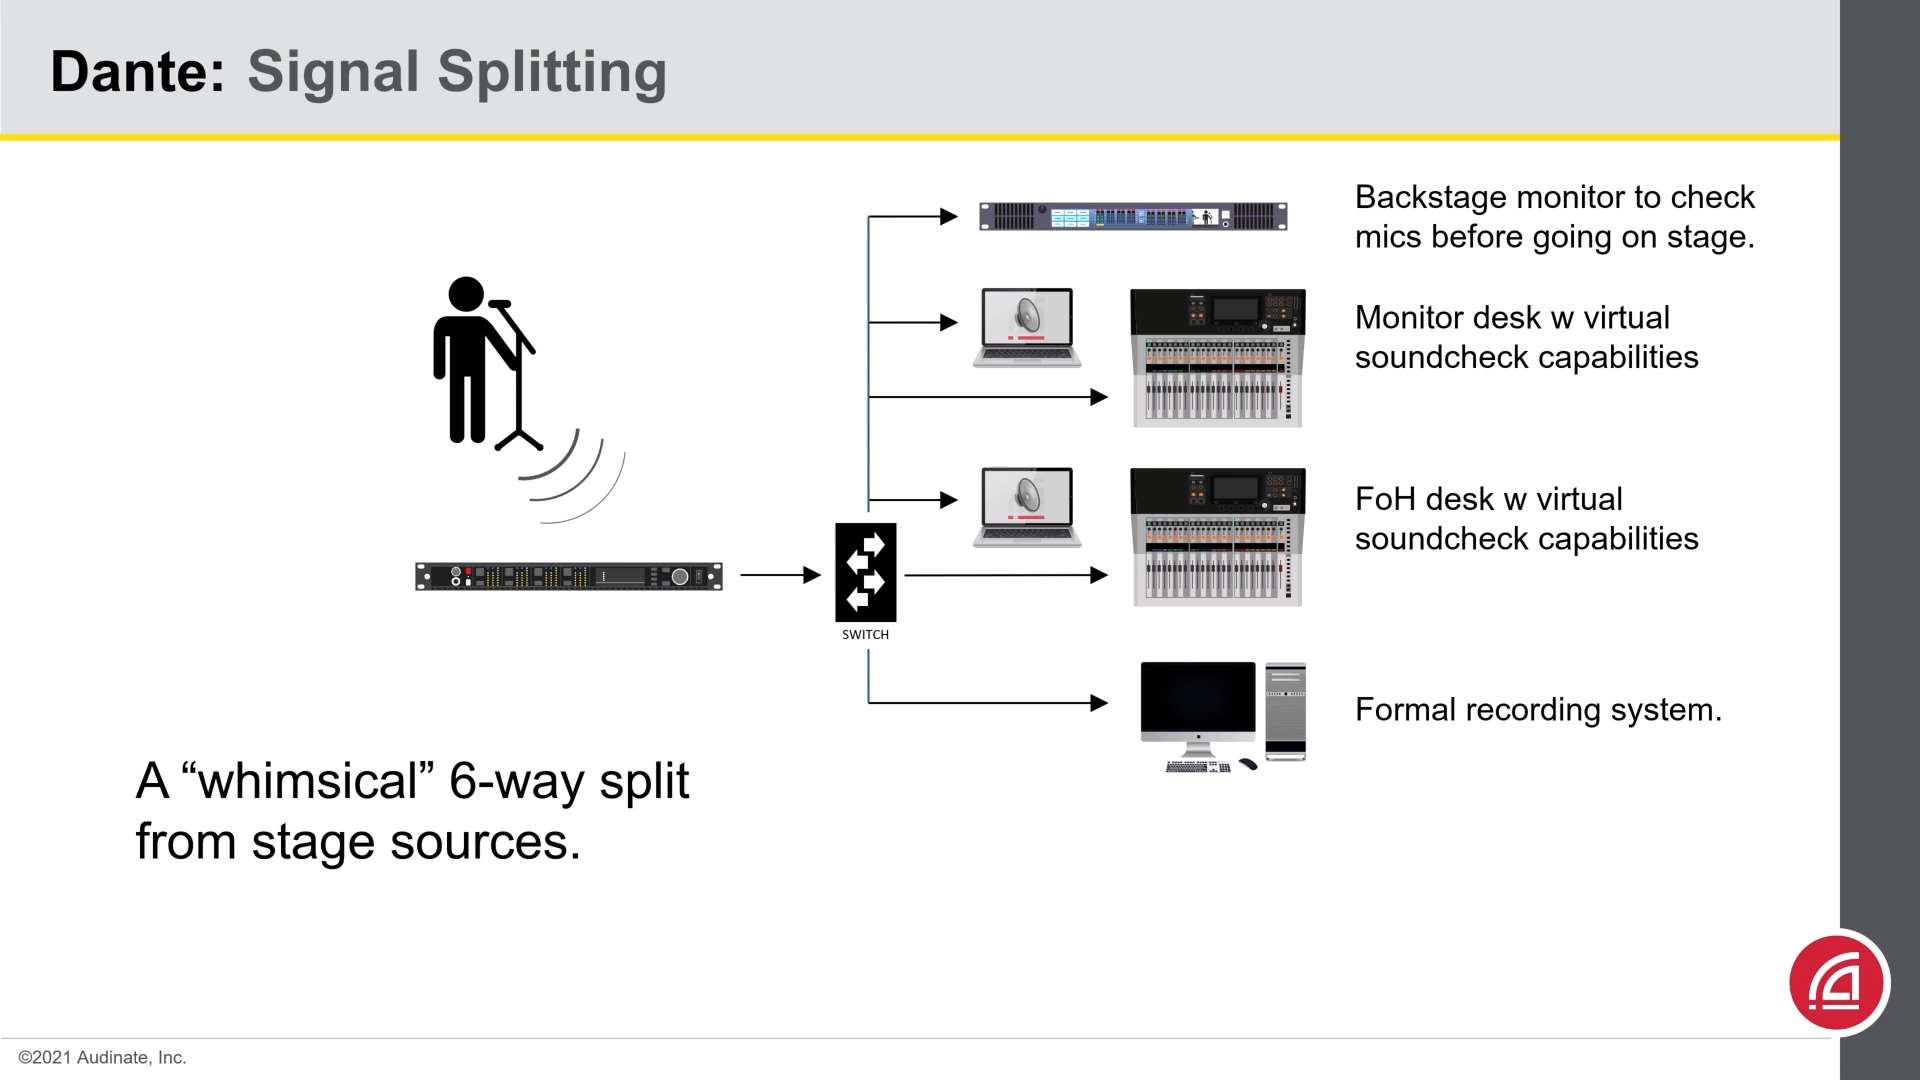 Dante: Signal Splitting
Backstage monitor to check
mics before going on stage.
Monitor desk w virtual
soundcheck capabilities
FoH desk w virtual
soundcheck capabilities
SWITCH
Formal recording system.
A “whimsical” 6-way split
from stage sources.
©2021 Audinate, Inc.